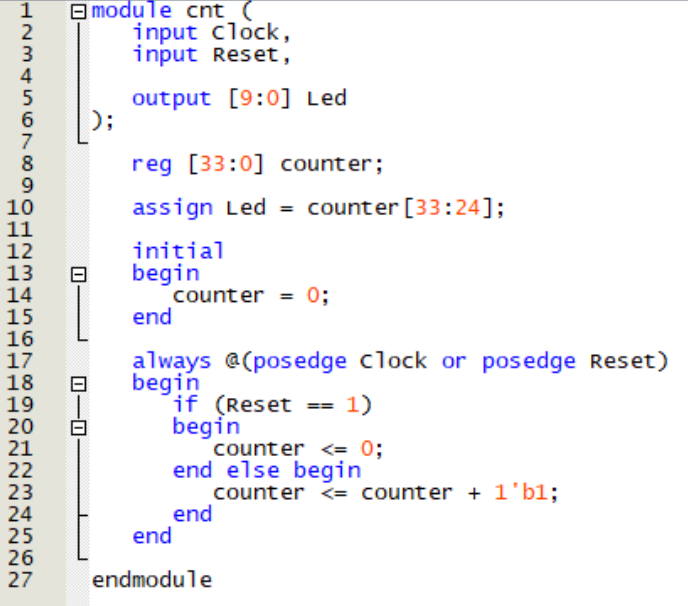 1 module cnt (
2 input Clock,
3 input Reset,
4
5 output [9:0] Led
6 );
7
8 reg [33:0] counter;
9
10 assign Led = counter[33:24];
11
12 initial
13 begin
14 counter = 0;
15 end
16
17 always @(posedge Clock or posedge Reset)
18 begin
19 if (Reset == 1)
20 begin
21 counter <= 0;
22 end else begin
23 counter <= counter + 1'b1;
24 end
25 end
26
27 endmodule